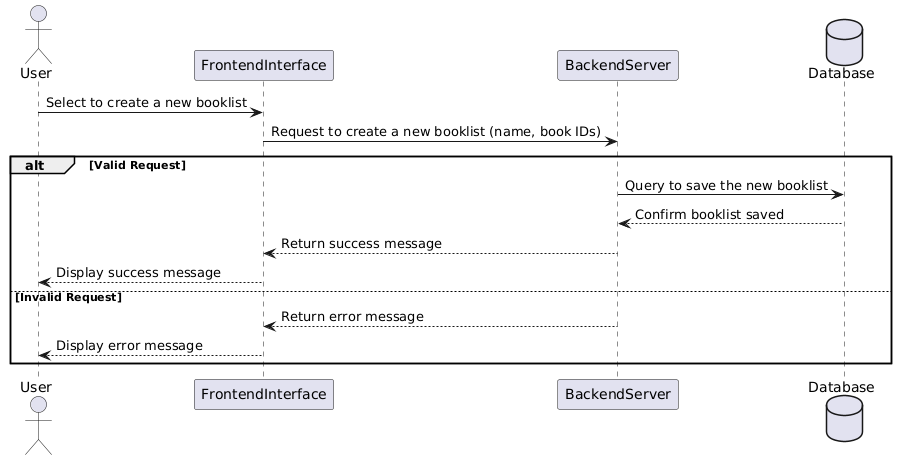 User
FrontendInterface
BackendServer
Database
Select to create a new booklist
Request to create a new booklist (name, book IDs)
alt
[Valid Request]
Query to save the new booklist
Confirm booklist saved
Return success message
Display success message
[Invalid Request]
Return error message
Display error message
User
FrontendInterface
BackendServer
Database